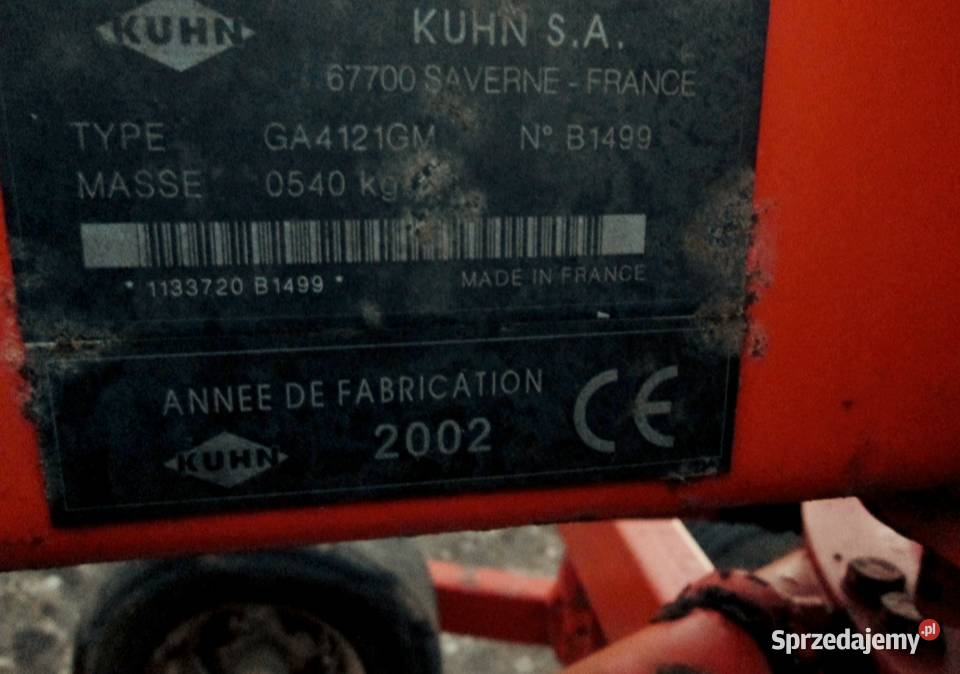 KUHN
KUHN S.A.
67700 SAVERNE - FRANCE
TYPE GA4121GM N° B1499
MASSE 0540 kg
* 1133720 B1499 *
MADE IN FRANCE
ANNEE DE FABRICATION
2002
CE
KUHN
Sprzedajemy.pl